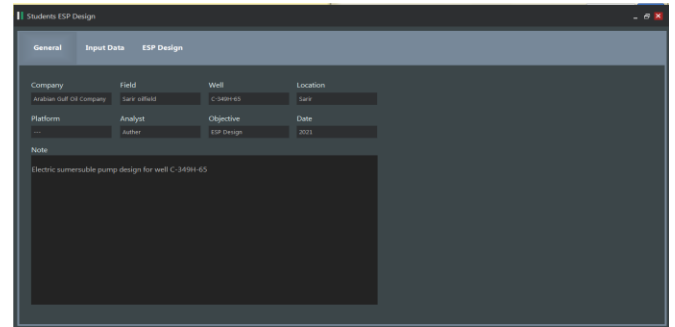 Students ESP Design
General Input Data ESP Design
Company Field Well Location
Arabian Gulf Oil Company Sarir oilfield C-349H-65 Sarir
Platform Analyst Objective Date
--- Auther ESP Design 2021
Note
Electric sumersuble pump design for well C-349H-65